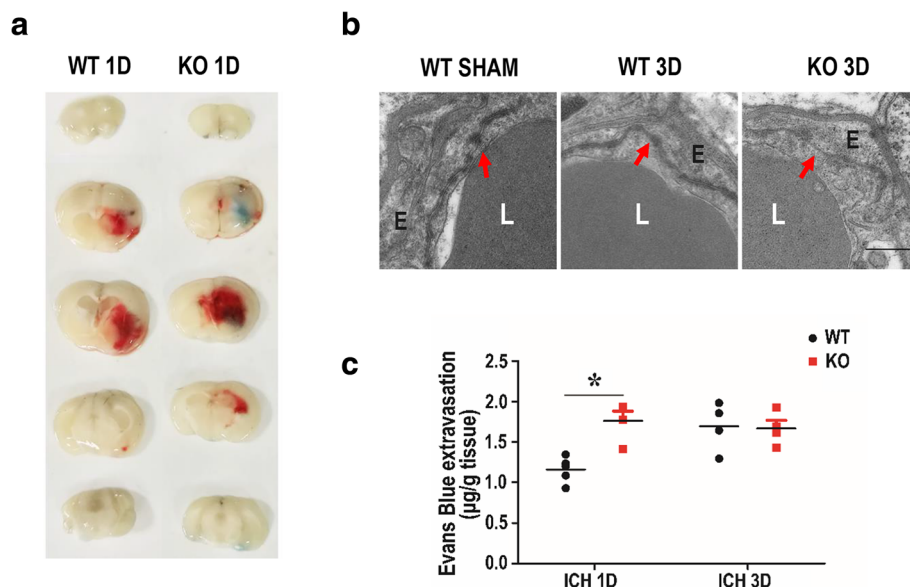 a
WT 1D KO 1D
b
WT SHAM WT 3D KO 3D
E L
E L
E L
c
WT
KO
Evans Blue extravasation
(µg/g tissue)
2.5
2.0
1.5
1.0
0.5
0.0
*
ICH 1D ICH 3D